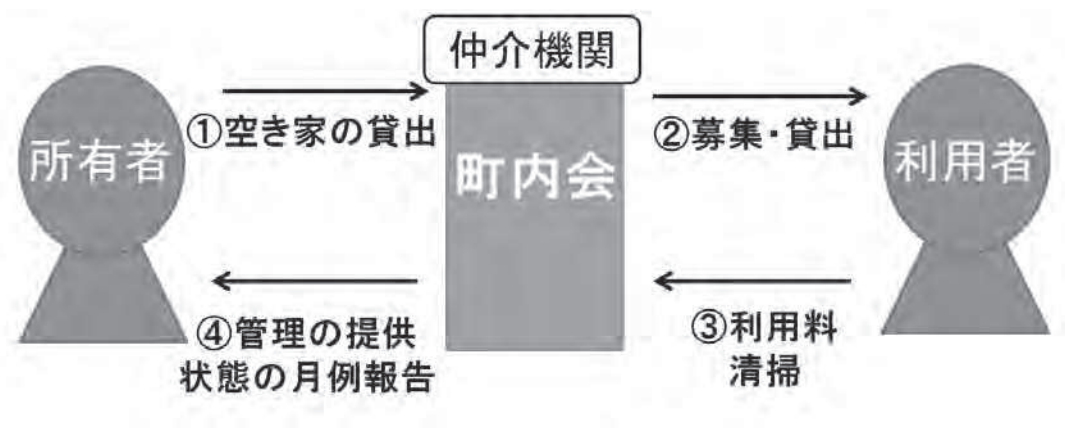 仲介機関
①空き家の貸出
②募集・貸出
所有者
町内会
利用者
④管理の提供
状態の月例報告
③利用料
清掃